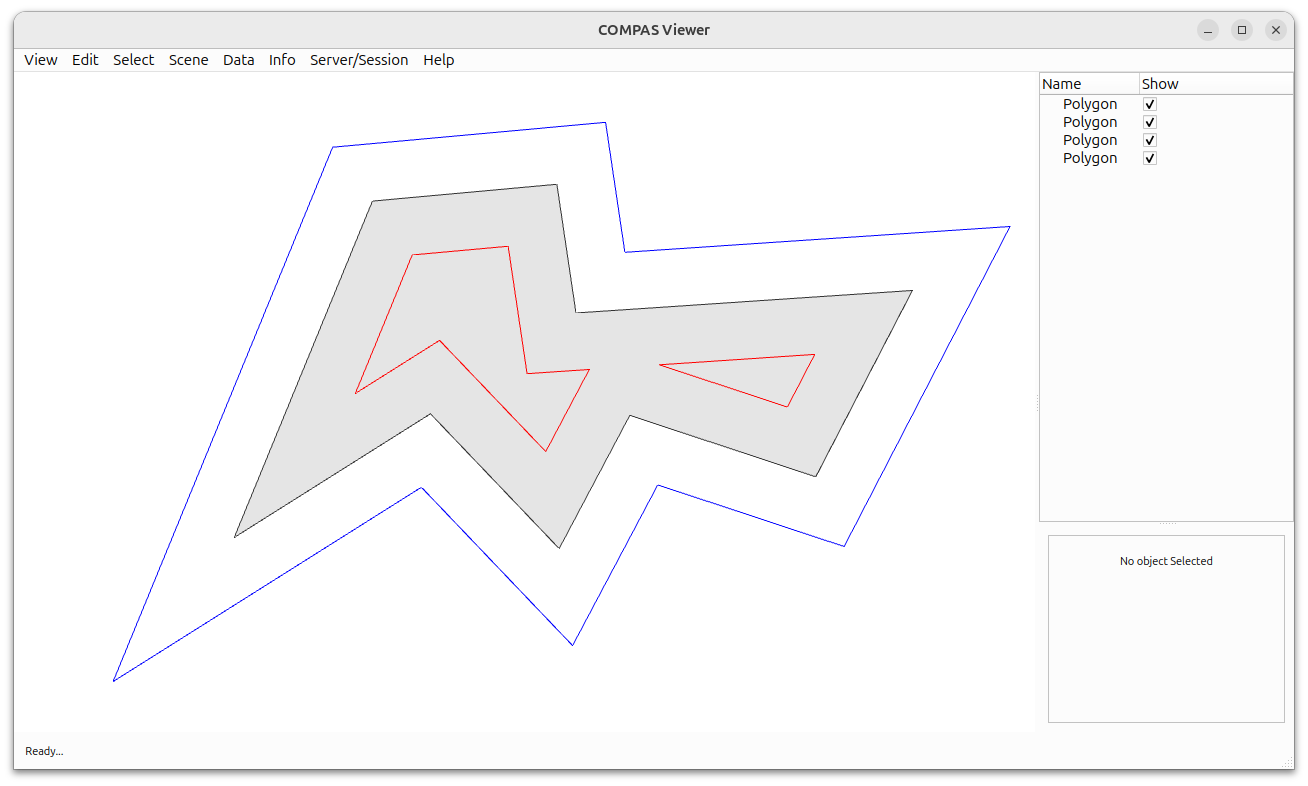 COMPAS Viewer
View Edit Select Scene Data Info Server/Session Help
Name Show
Polygon
Polygon
Polygon
Polygon
No object Selected
Ready...